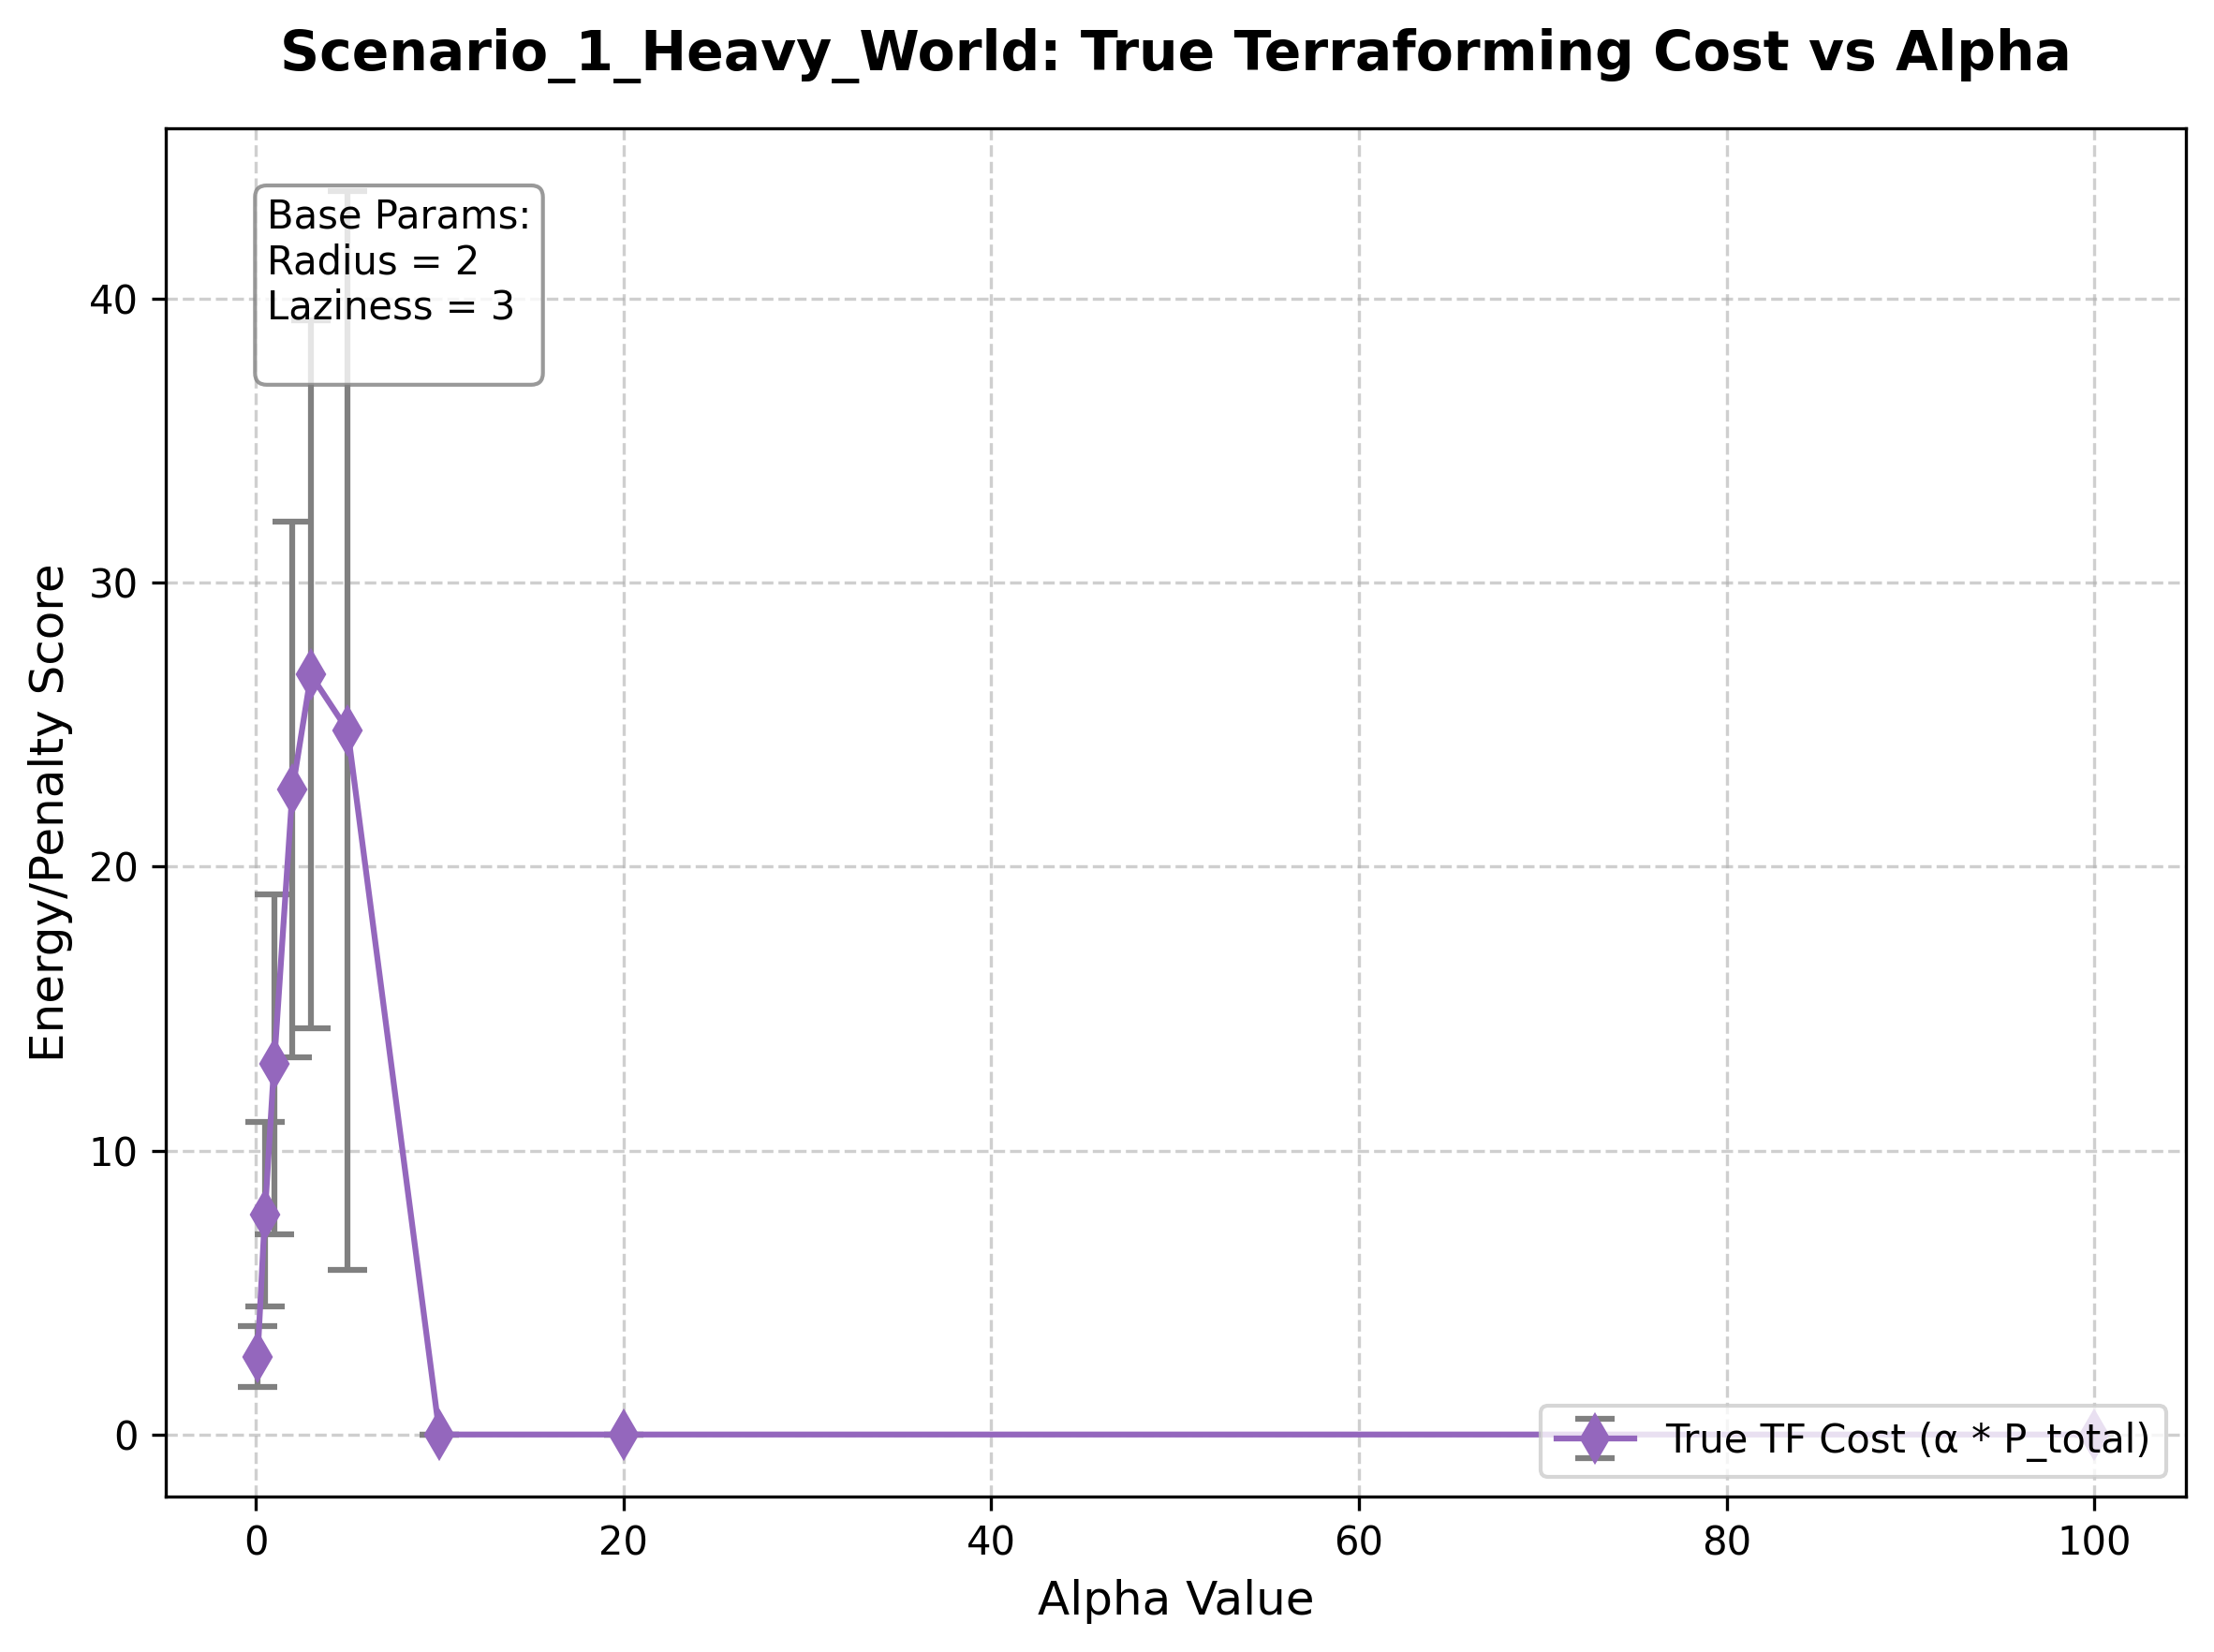 Scenario_1_Heavy_World: True Terraforming Cost vs Alpha
Base Params:
Radius = 2
Laziness = 3
Energy/Penalty Score
40
30
20
10
0
True TF Cost (α * P_total)
0 20 40 60 80 100
Alpha Value